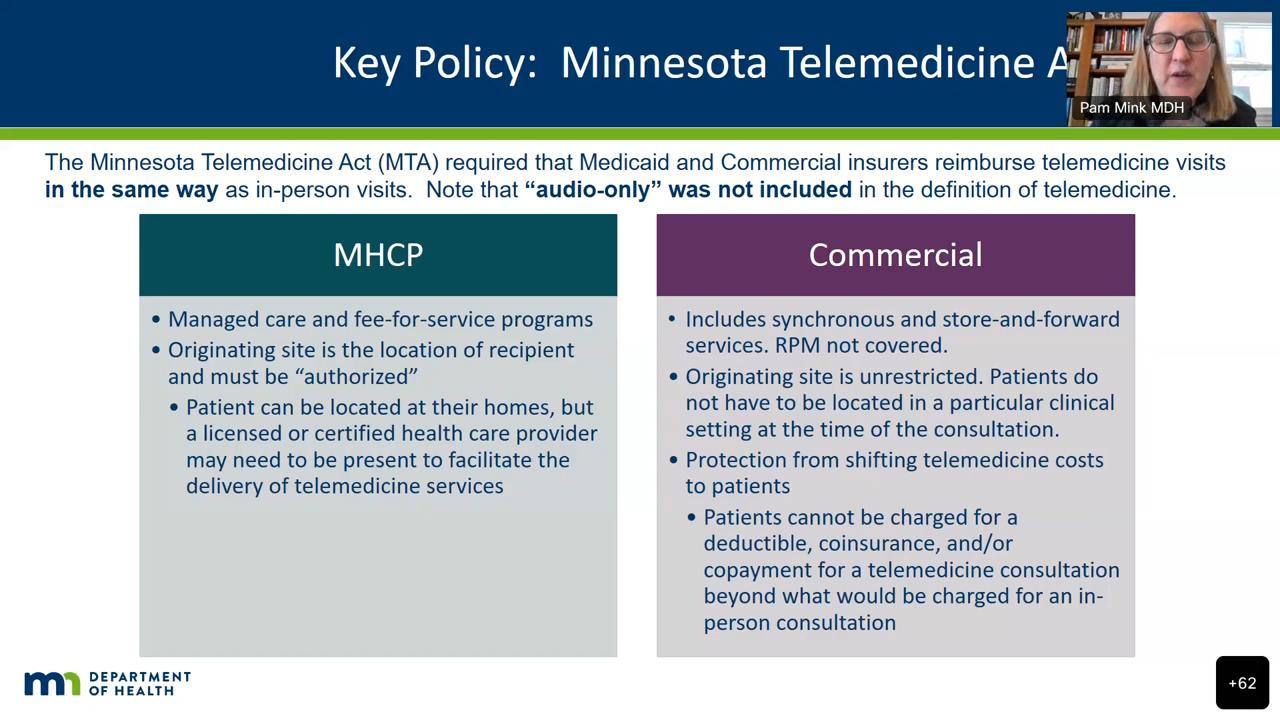 Key Policy: Minnesota Telemedicine A
Pam Mink MDH
The Minnesota Telemedicine Act (MTA) required that Medicaid and Commercial insurers reimburse telemedicine visits
in the same way as in-person visits. Note that “audio-only” was not included in the definition of telemedicine.
MHCP
• Managed care and fee-for-service programs
• Originating site is the location of recipient
and must be “authorized”
• Patient can be located at their homes, but
a licensed or certified health care provider
may need to be present to facilitate the
delivery of telemedicine services
Commercial
• Includes synchronous and store-and-forward
services. RPM not covered.
• Originating site is unrestricted. Patients do
not have to be located in a particular clinical
setting at the time of the consultation.
• Protection from shifting telemedicine costs
to patients
• Patients cannot be charged for a
deductible, coinsurance, and/or
copayment for a telemedicine consultation
beyond what would be charged for an in-
person consultation
mn DEPARTMENT
OF HEALTH
+62